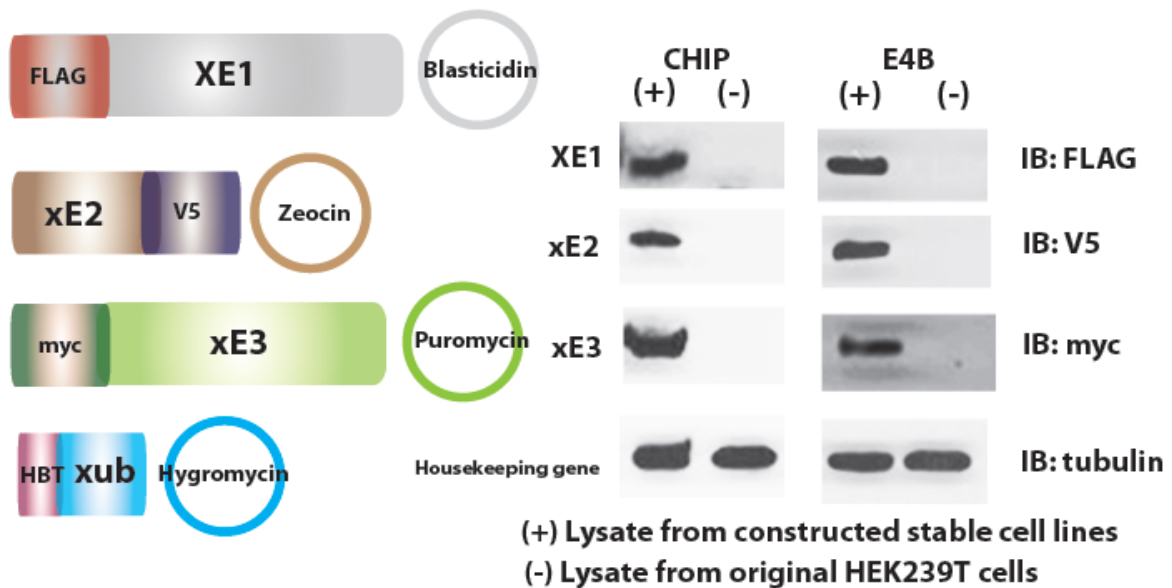 FLAG XE1 Blasticidin
xE2 V5 Zeocin
myc xE3 Puromycin
HBT xub Hygromycin
CHIP E4B
(+) (-) (+) (-)
XE1 IB: FLAG
xE2 IB: V5
xE3 IB: myc
Housekeeping gene IB: tubulin
(+) Lysate from constructed stable cell lines
(-) Lysate from original HEK239T cells